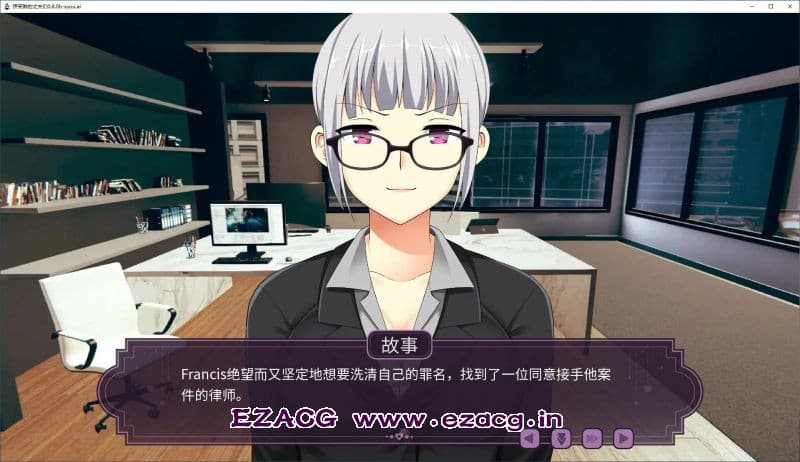 故事
Francis绝望而又坚定地想要洗清自己的罪名，找到了一位同意接手他案
件的律师。
EZACG www.ezacg.in